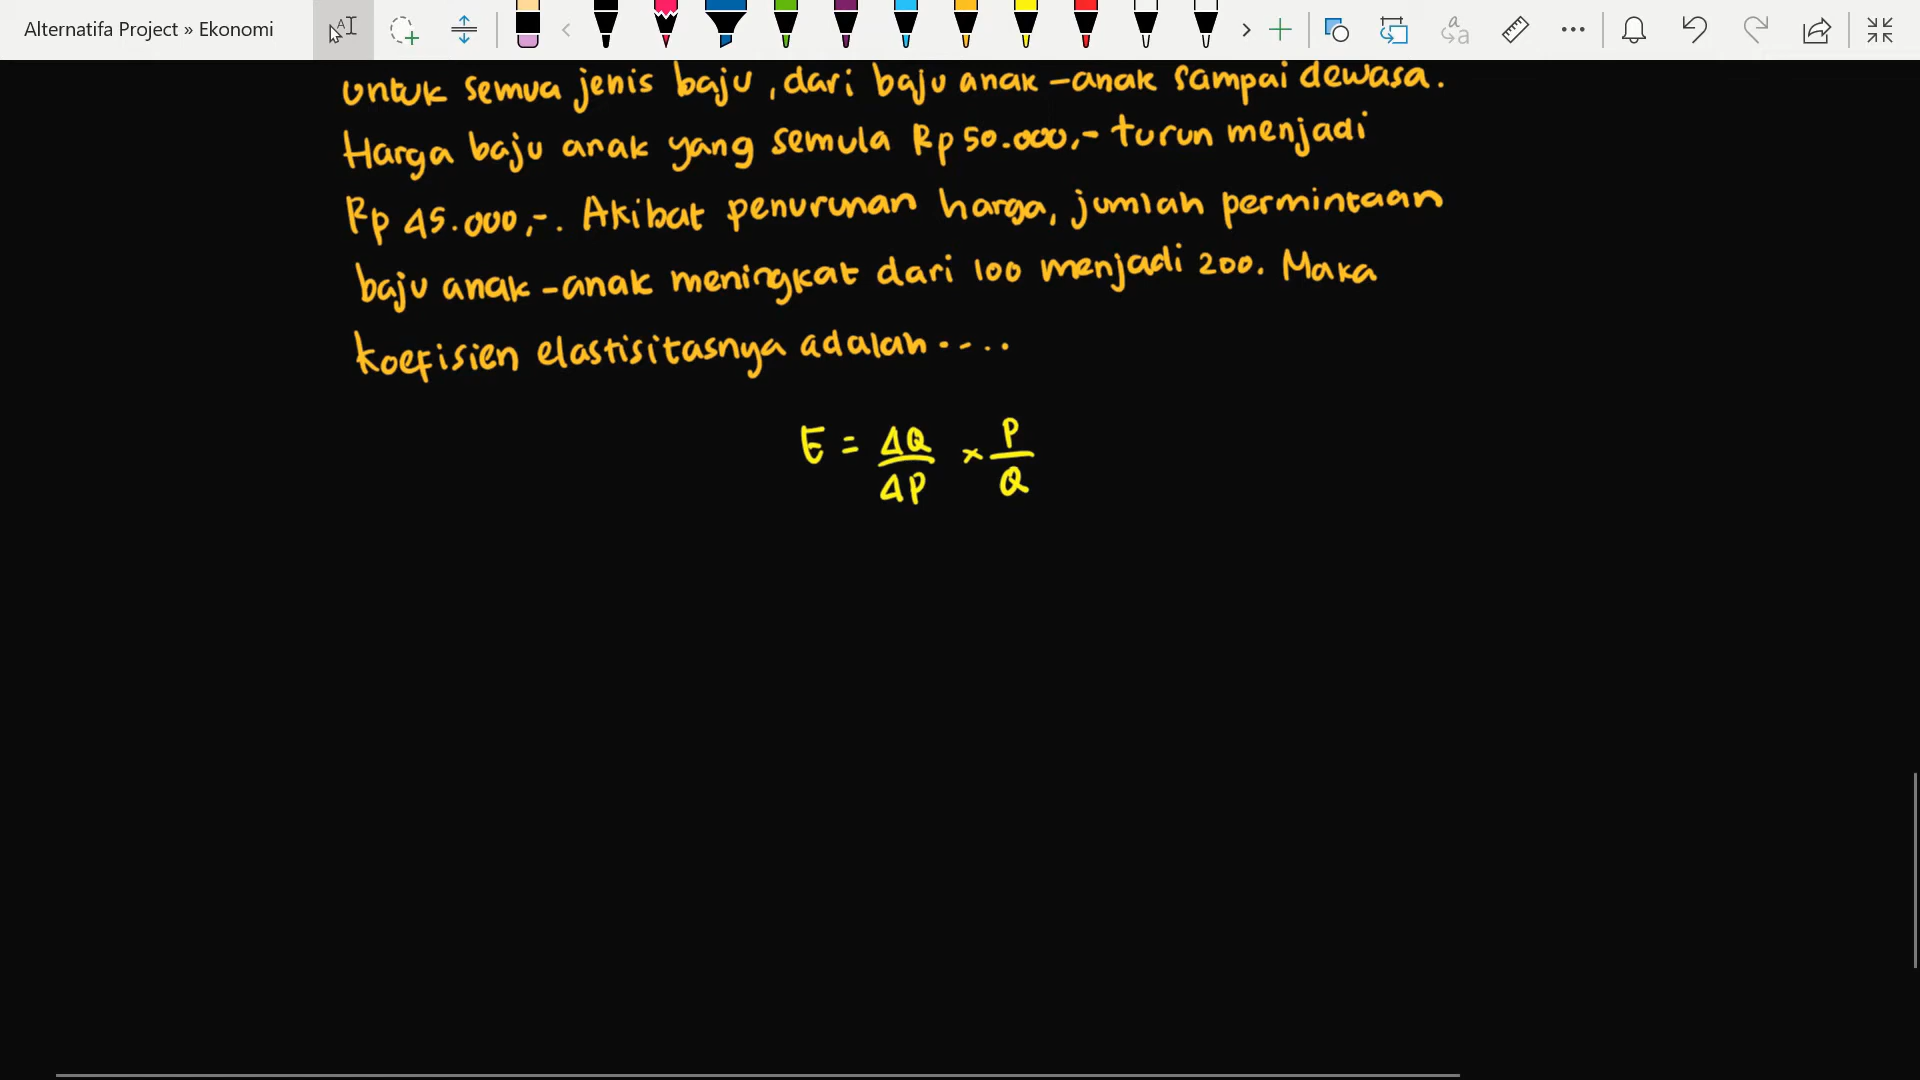 Alternatifa Project » Ekonomi
untuk semua jenis baju, dari baju anak-anak sampai dewasa.
Harga baju anak yang semula Rp 50.000,- turun menjadi
Rp 45.000,-. Akibat penurunan harga, jumlah permintaan
baju anak-anak meningkat dari 100 menjadi 200. Maka
koefisien elastisitasnya adalah ....
E = ΔQ/ΔP × P/Q